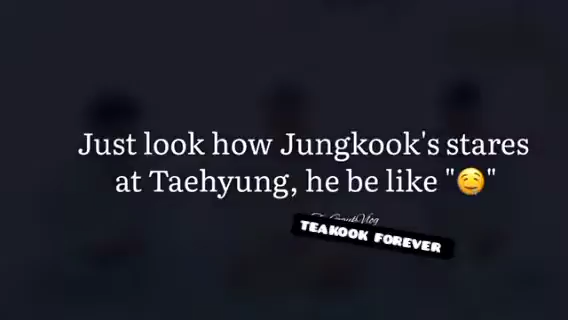 Just look how Jungkook's stares
at Taehyung, he be like "🤤"
TEAKOOK FOREVER